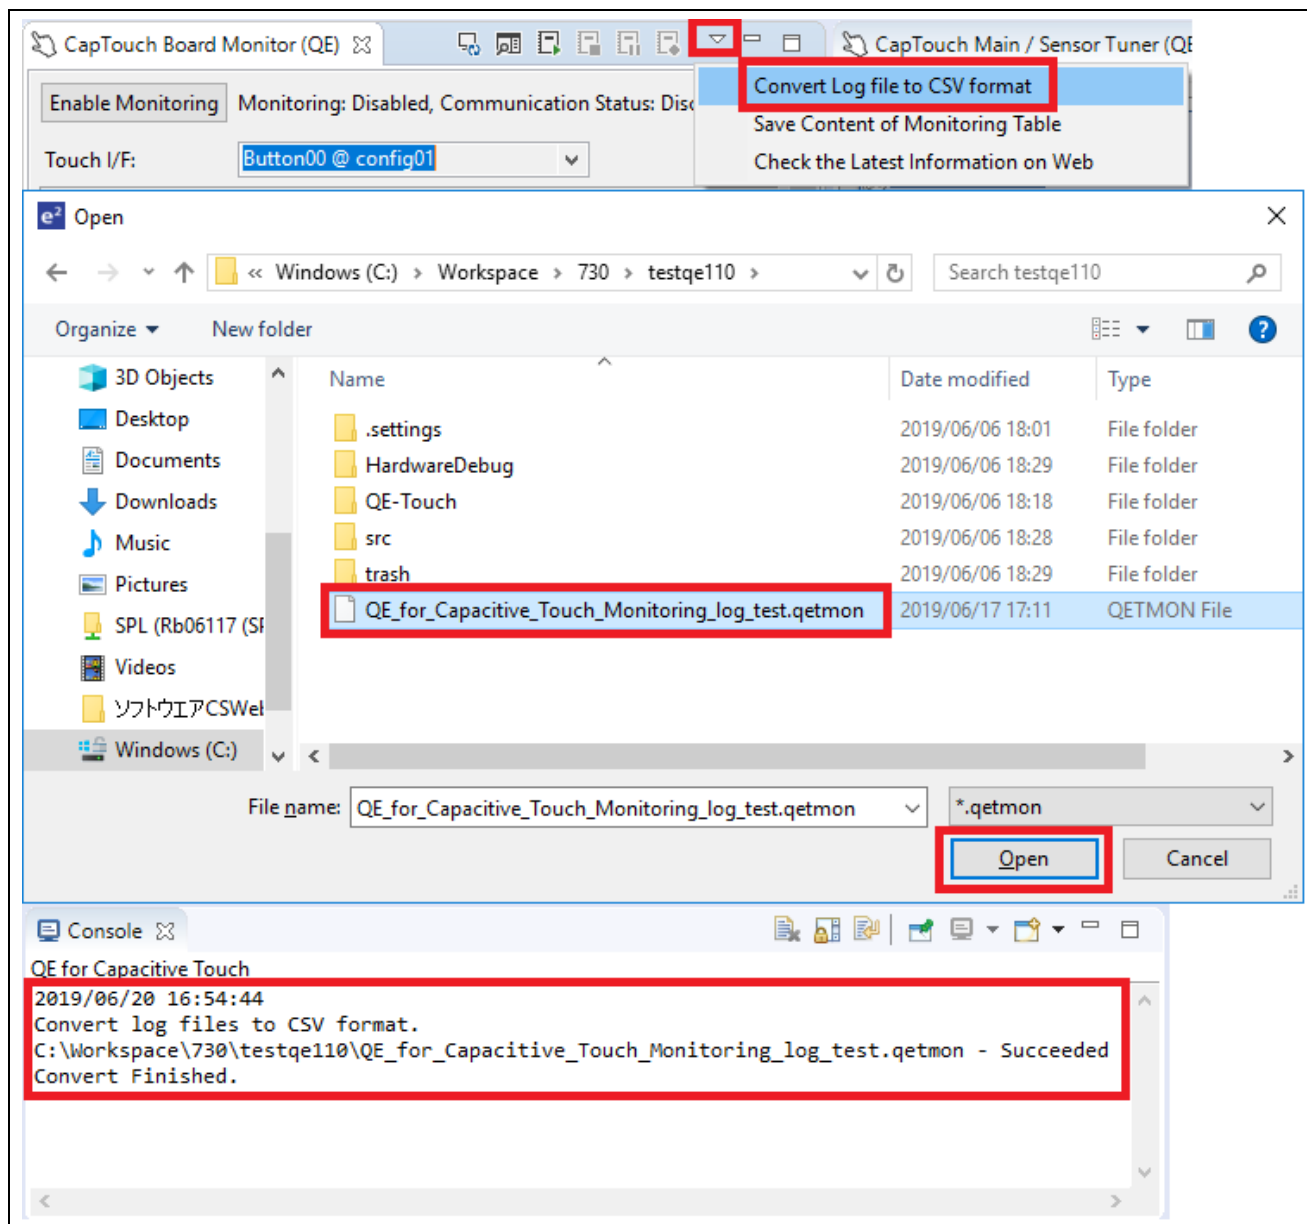 CapTouch Board Monitor (QE)
CapTouch Main / Sensor Tuner (QE
Convert Log file to CSV format
Enable Monitoring Monitoring: Disabled, Communication Status: Disc
Save Content of Monitoring Table
Touch I/F: Button00 @ config01
Check the Latest Information on Web
e² Open
« Windows (C:) › Workspace › 730 › testqe110 ›
Search testqe110
Organize New folder
Name Date modified Type
3D Objects
Desktop
Documents
Downloads
Music
Pictures
SPL (Rb06117 (SF
Videos
ソフトウエアCSWeb
Windows (C:)
.settings 2019/06/06 18:01 File folder
HardwareDebug 2019/06/06 18:29 File folder
QE-Touch 2019/06/06 18:18 File folder
src 2019/06/06 18:28 File folder
trash 2019/06/06 18:29 File folder
QE_for_Capacitive_Touch_Monitoring_log_test.qetmon 2019/06/17 17:11 QETMON File
File name: QE_for_Capacitive_Touch_Monitoring_log_test.qetmon *.qetmon
Open Cancel
Console
QE for Capacitive Touch
2019/06/20 16:54:44
Convert log files to CSV format.
C:\Workspace\730\testqe110\QE_for_Capacitive_Touch_Monitoring_log_test.qetmon - Succeeded
Convert Finished.